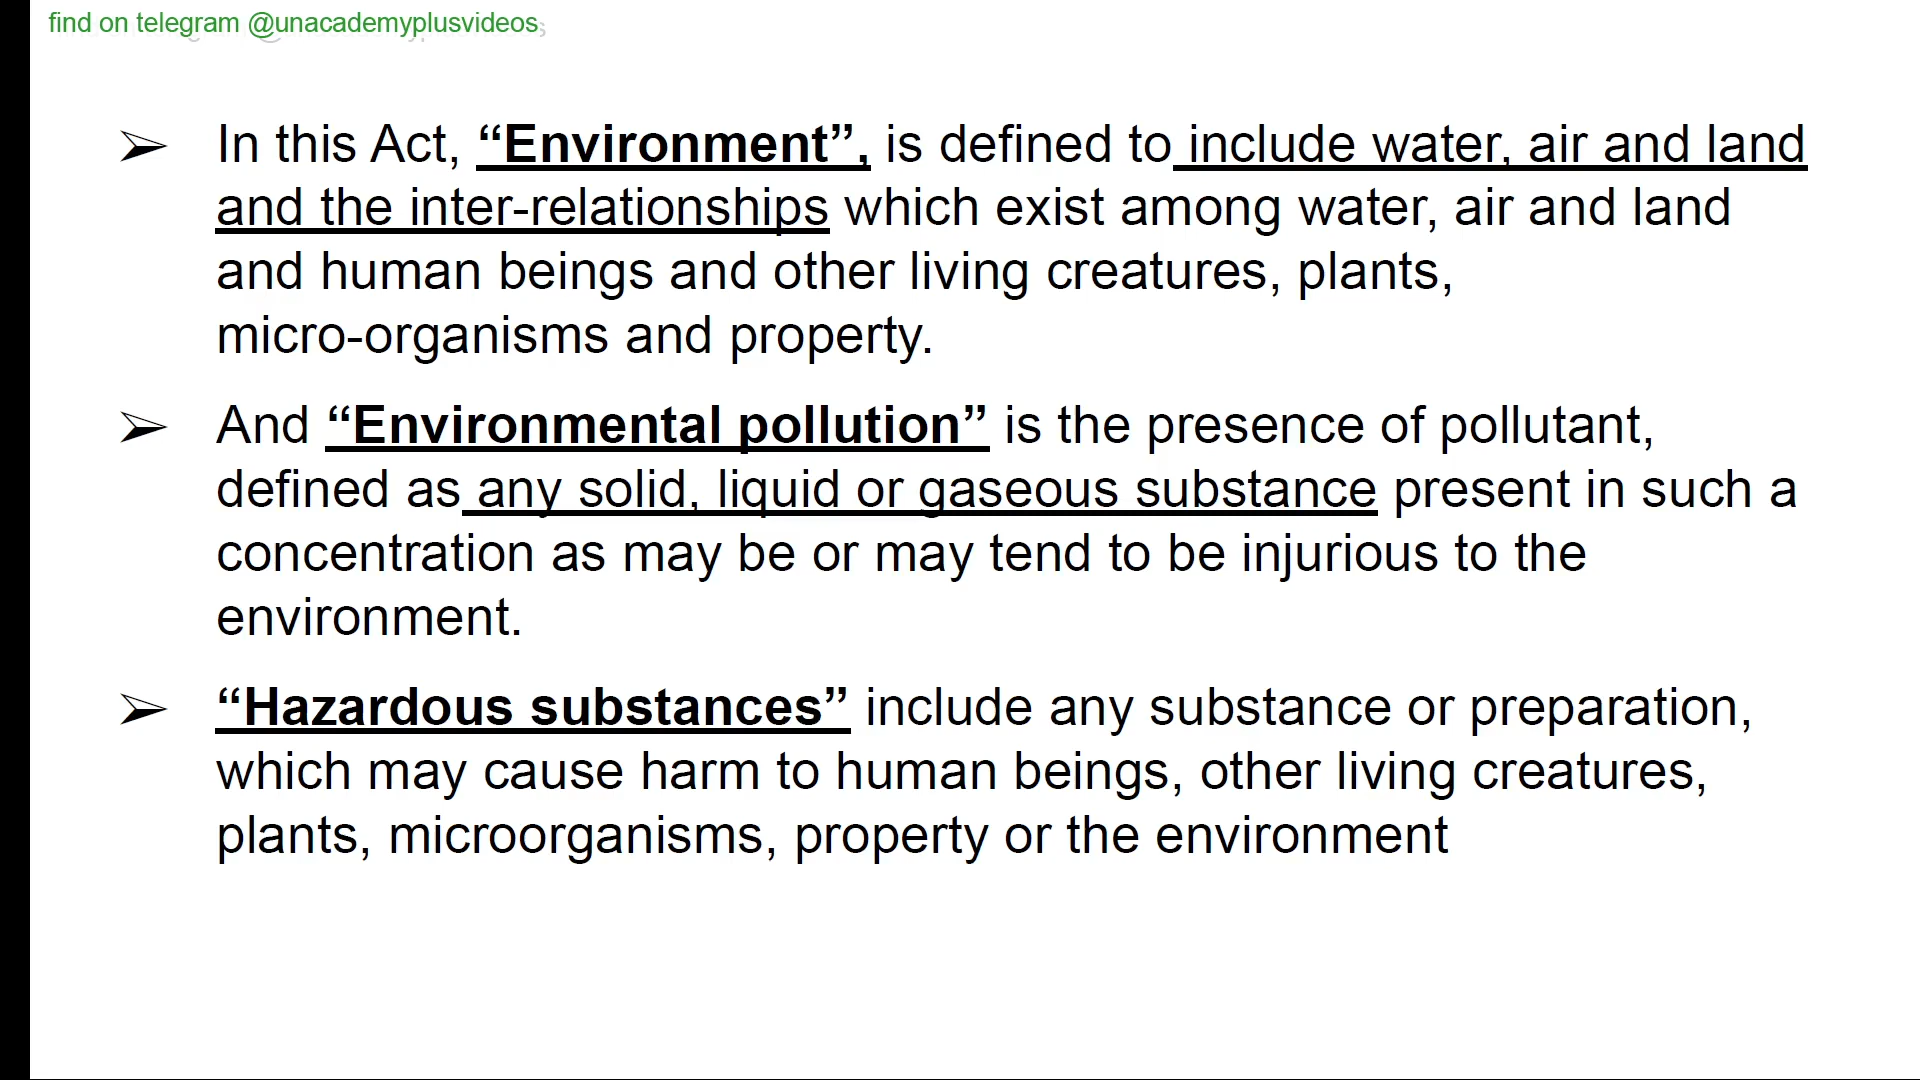 find on telegram @unacademyplusvideos
➢ In this Act, “Environment”, is defined to include water, air and land
and the inter-relationships which exist among water, air and land
and human beings and other living creatures, plants,
micro-organisms and property.
➢ And “Environmental pollution” is the presence of pollutant,
defined as any solid, liquid or gaseous substance present in such a
concentration as may be or may tend to be injurious to the
environment.
➢ “Hazardous substances” include any substance or preparation,
which may cause harm to human beings, other living creatures,
plants, microorganisms, property or the environment